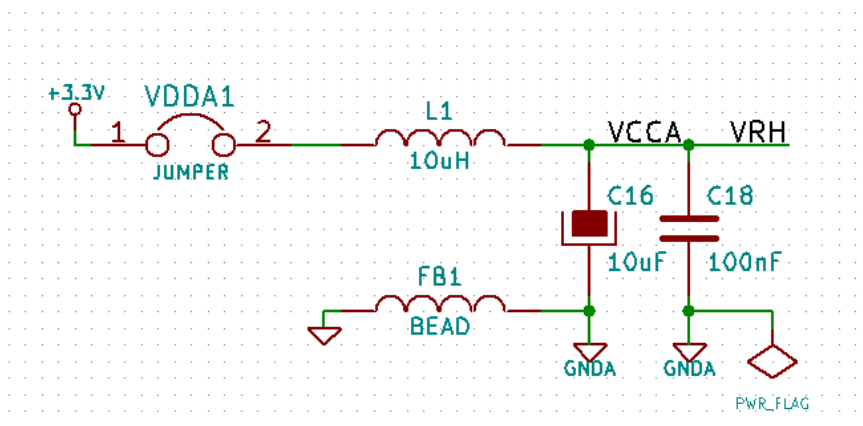 +3.3V
VDDA1
1
2
JUMPER
L1
10uH
VCCA
VRH
C16
10uF
C18
100nF
FB1
BEAD
GNDA
GNDA
PWR_FLAG